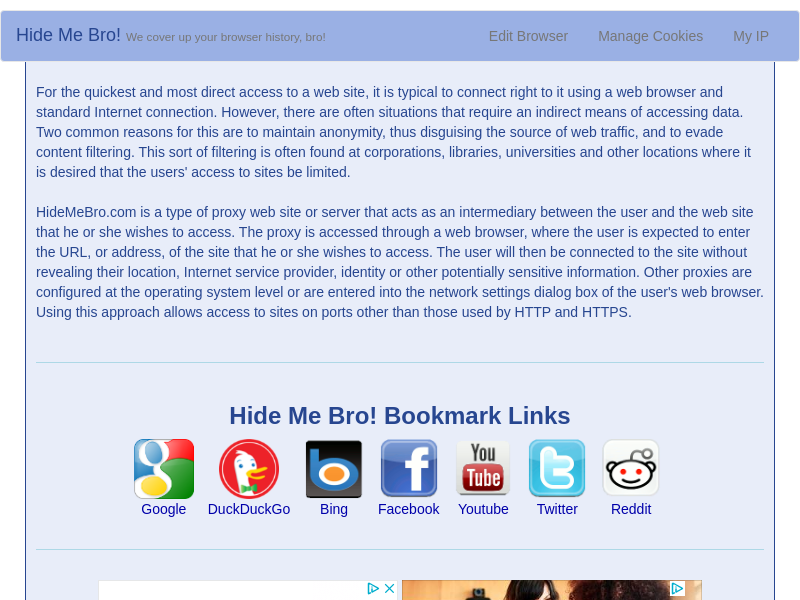 Hide Me Bro! We cover up your browser history, bro! Edit Browser Manage Cookies My IP
For the quickest and most direct access to a web site, it is typical to connect right to it using a web browser and
standard Internet connection. However, there are often situations that require an indirect means of accessing data.
Two common reasons for this are to maintain anonymity, thus disguising the source of web traffic, and to evade
content filtering. This sort of filtering is often found at corporations, libraries, universities and other locations where it
is desired that the users' access to sites be limited.
HideMeBro.com is a type of proxy web site or server that acts as an intermediary between the user and the web site
that he or she wishes to access. The proxy is accessed through a web browser, where the user is expected to enter
the URL, or address, of the site that he or she wishes to access. The user will then be connected to the site without
revealing their location, Internet service provider, identity or other potentially sensitive information. Other proxies are
configured at the operating system level or are entered into the network settings dialog box of the user's web browser.
Using this approach allows access to sites on ports other than those used by HTTP and HTTPS.
Hide Me Bro! Bookmark Links
You
Tube
Google DuckDuckGo Bing Facebook Youtube Twitter Reddit